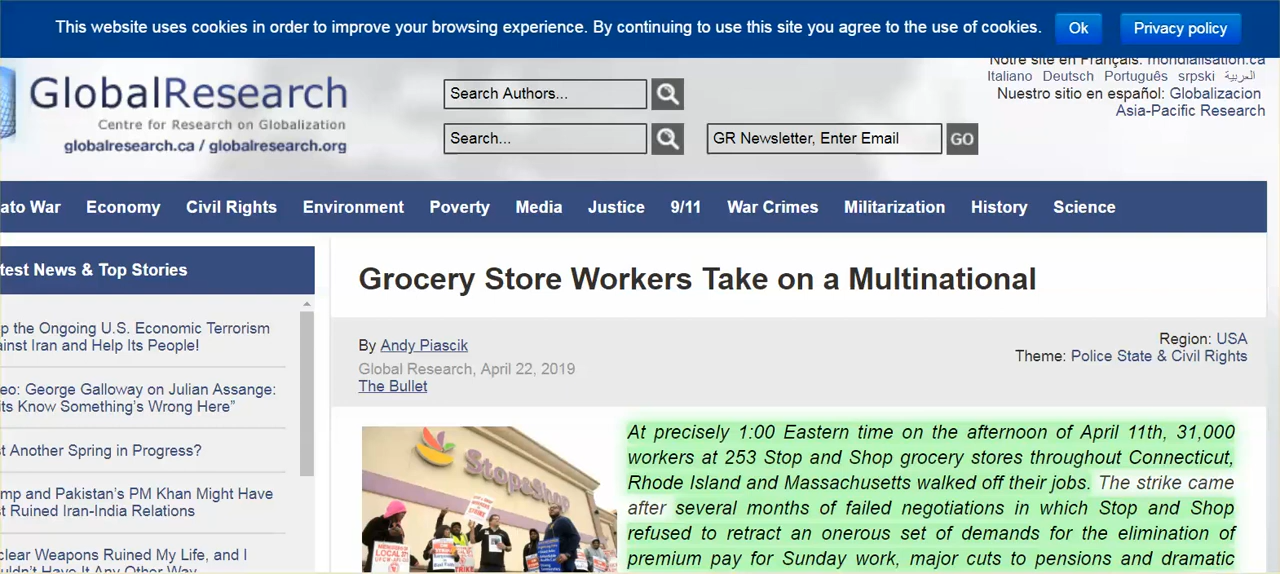 This website uses cookies in order to improve your browsing experience. By continuing to use this site you agree to the use of cookies.
Ok
Privacy policy
Notre site en Français: mondialisation.ca
Italiano Deutsch Português srpski العربية
Nuestro sitio en español: Globalizacion
Asia-Pacific Research
GlobalResearch
Centre for Research on Globalization
globalresearch.ca / globalresearch.org
Search Authors...
Search...
GR Newsletter, Enter Email
GO
ato War Economy Civil Rights Environment Poverty Media Justice 9/11 War Crimes Militarization History Science
test News & Top Stories
p the Ongoing U.S. Economic Terrorism
ainst Iran and Help Its People!
eo: George Galloway on Julian Assange:
its Know Something's Wrong Here”
t Another Spring in Progress?
mp and Pakistan's PM Khan Might Have
st Ruined Iran-India Relations
clear Weapons Ruined My Life, and I
uldn't Have It Any Other Way
Grocery Store Workers Take on a Multinational
By Andy Piascik
Global Research, April 22, 2019
The Bullet
Region: USA
Theme: Police State & Civil Rights
Stop&Shop
At precisely 1:00 Eastern time on the afternoon of April 11th, 31,000
workers at 253 Stop and Shop grocery stores throughout Connecticut,
Rhode Island and Massachusetts walked off their jobs. The strike came
after several months of failed negotiations in which Stop and Shop
refused to retract an onerous set of demands for the elimination of
premium pay for Sunday work, major cuts to pensions and dramatic